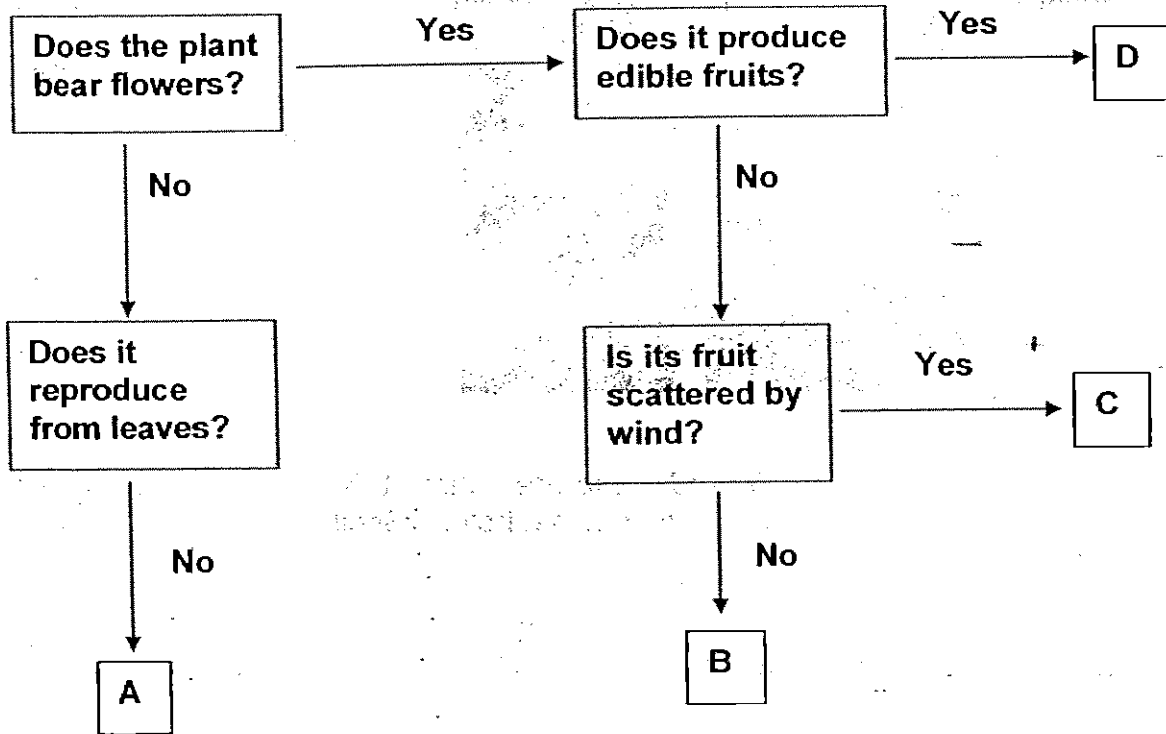 Does the plant
bear flowers?
Yes
Does it produce
edible fruits?
Yes
D
No
No
Does it
reproduce
from leaves?
Is its fruit
scattered by
wind?
Yes
C
No
No
A
B